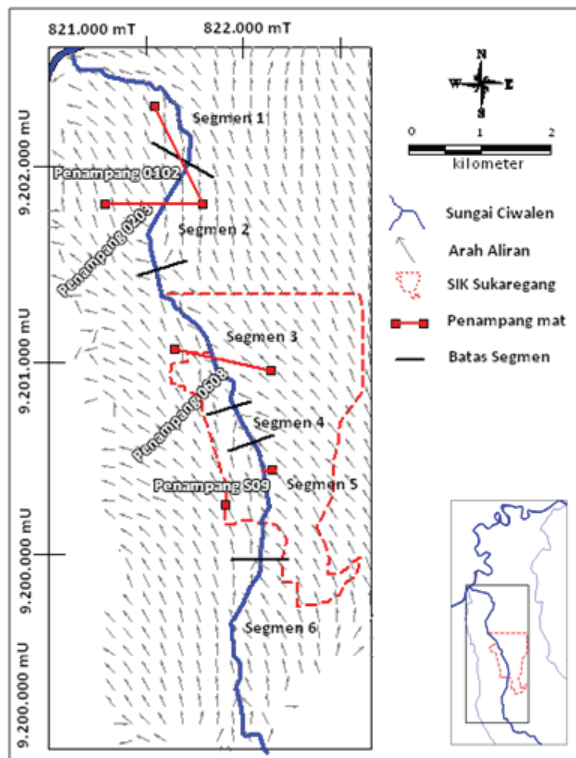 821.000 mT
822.000 mT
9.202.000 mU
9.201.000 mU
9.200.000 mU
9.200.000 mU
Segmen 1
Penampang 0102
Penampang 0203
Segmen 2
Segmen 3
Penampang 0608
Segmen 4
Penampang S09
Segmen 5
Segmen 6
N
W
E
S
0
1
2
kilometer
Sungai Ciwalen
Arah Aliran
SIK Sukaregang
Penampang mat
Batas Segmen